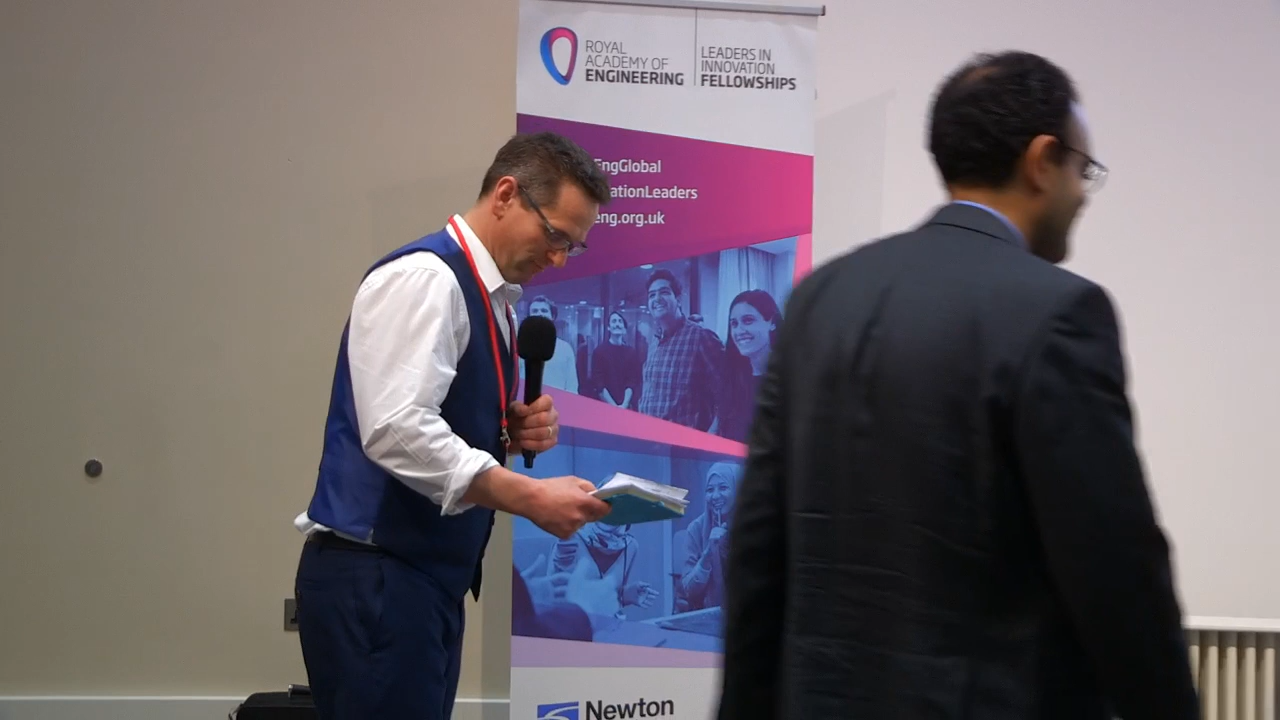 ROYAL
ACADEMY OF
ENGINEERING
LEADERS IN
INNOVATION
FELLOWSHIPS
EngGlobal
ationLeaders
eng.org.uk
Newton